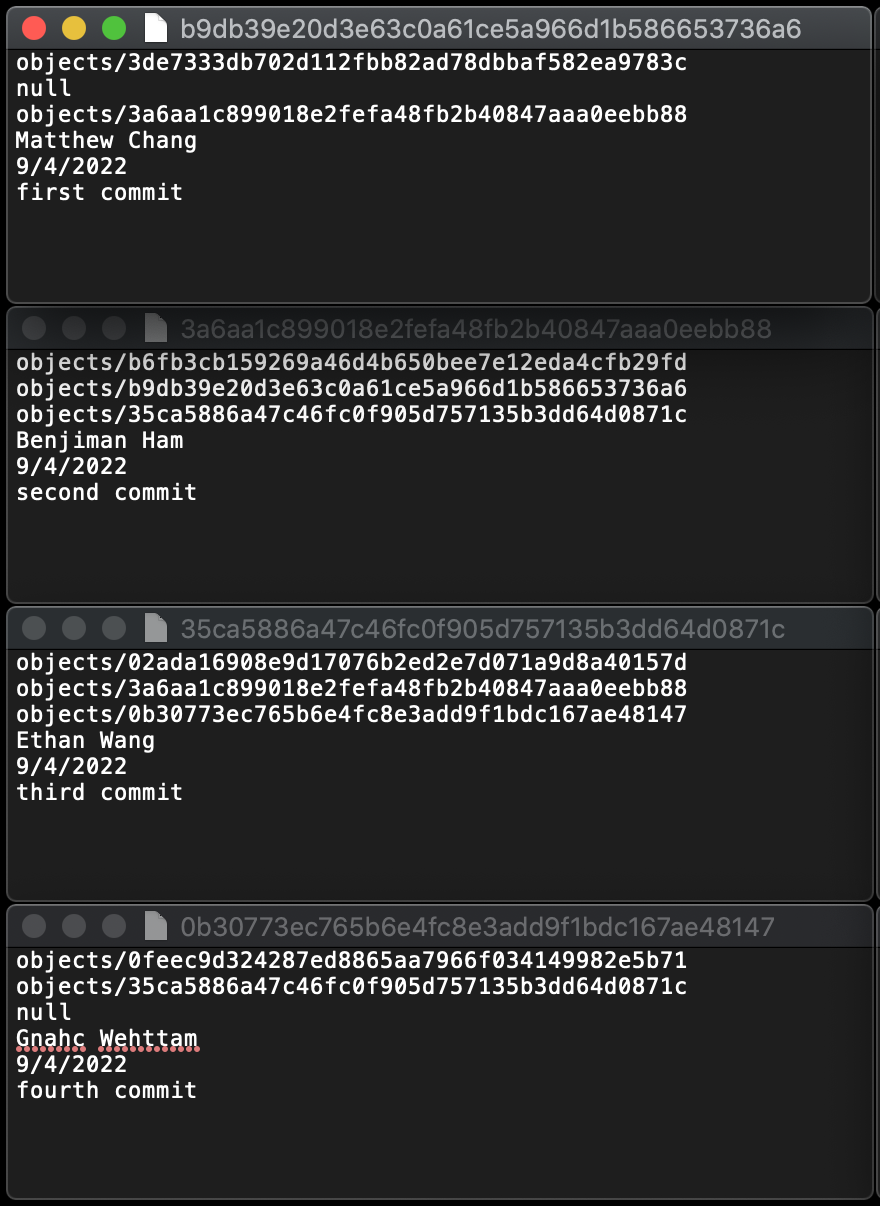 b9db39e20d3e63c0a61ce5a966d1b586653736a6
objects/3de7333db702d112fbb82ad78dbbaf582ea9783c
null
objects/3a6aa1c899018e2fefa48fb2b40847aaa0eebb88
Matthew Chang
9/4/2022
first commit
3a6aa1c899018e2fefa48fb2b40847aaa0eebb88
objects/b6fb3cb159269a46d4b650bee7e12eda4cfb29fd
objects/b9db39e20d3e63c0a61ce5a966d1b586653736a6
objects/35ca5886a47c46fc0f905d757135b3dd64d0871c
Benjiman Ham
9/4/2022
second commit
35ca5886a47c46fc0f905d757135b3dd64d0871c
objects/02ada16908e9d17076b2ed2e7d071a9d8a40157d
objects/3a6aa1c899018e2fefa48fb2b40847aaa0eebb88
objects/0b30773ec765b6e4fc8e3add9f1bdc167ae48147
Ethan Wang
9/4/2022
third commit
0b30773ec765b6e4fc8e3add9f1bdc167ae48147
objects/0feec9d324287ed8865aa7966f034149982e5b71
objects/35ca5886a47c46fc0f905d757135b3dd64d0871c
null
Gnahc Wehttam
9/4/2022
fourth commit